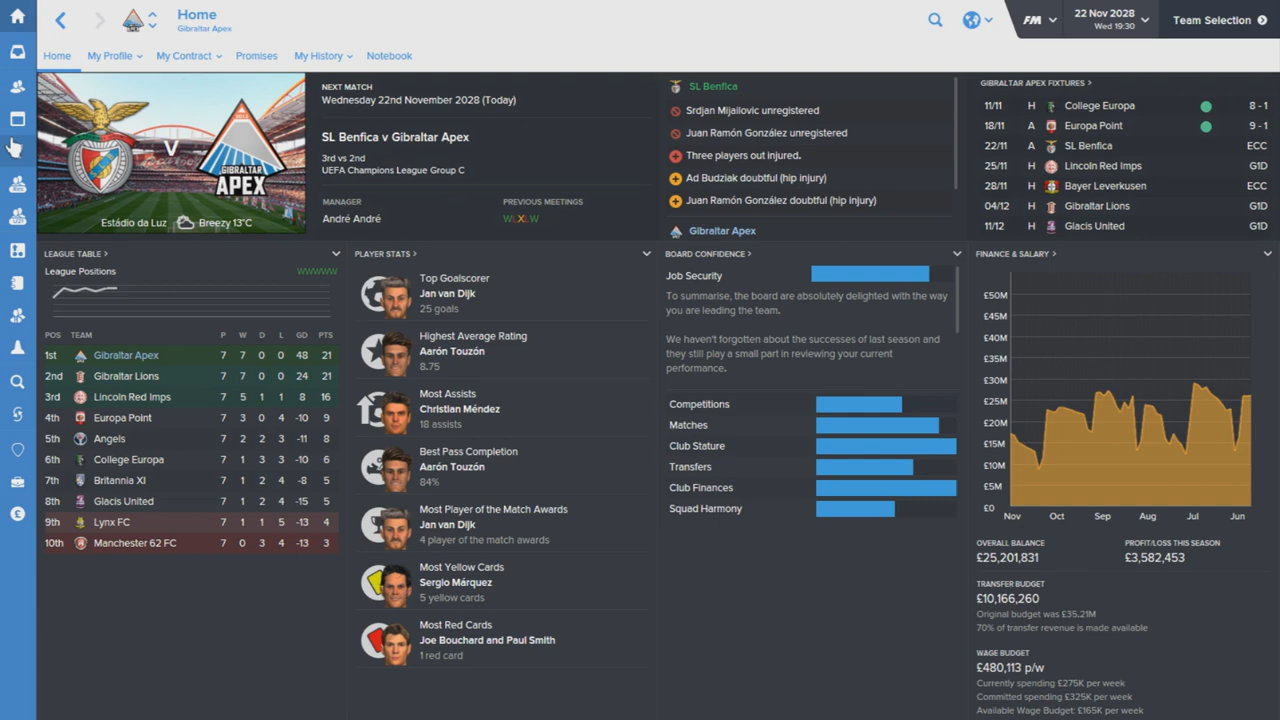 Home
Gibraltar Apex
FM
22 Nov 2028
Wed 19:30
Team Selection
Home
My Profile
My Contract
Promises
My History
Notebook
V
GIBRALTAR
APEX
Estádio da Luz
Breezy 13°C
NEXT MATCH
Wednesday 22nd November 2028 (Today)
SL Benfica v Gibraltar Apex
3rd vs 2nd
UEFA Champions League Group C
MANAGER
André André
PREVIOUS MEETINGS
WLXLW
SL Benfica
Srdjan Mijailovic unregistered
Juan Ramón González unregistered
Three players out injured.
Ad Budziak doubtful (hip injury)
Juan Ramón González doubtful (hip injury)
Gibraltar Apex
GIBRALTAR APEX FIXTURES >
11/11 H College Europa 8 - 1
18/11 A Europa Point 9 - 1
22/11 A SL Benfica ECC
25/11 H Lincoln Red Imps G1D
28/11 H Bayer Leverkusen ECC
04/12 H Gibraltar Lions G1D
11/12 H Glacis United G1D
LEAGUE TABLE >
League Positions
WWWWW
POS TEAM P W D L GD PTS
1st Gibraltar Apex 7 7 0 0 48 21
2nd Gibraltar Lions 7 7 0 0 24 21
3rd Lincoln Red Imps 7 5 1 1 8 16
4th Europa Point 7 3 0 4 -10 9
5th Angels 7 2 2 3 -11 8
6th College Europa 7 1 3 3 -10 6
7th Britannia XI 7 1 2 4 -8 5
8th Glacis United 7 1 2 4 -15 5
9th Lynx FC 7 1 1 5 -13 4
10th Manchester 62 FC 7 0 3 4 -13 3
PLAYER STATS >
Top Goalscorer
Jan van Dijk
25 goals
Highest Average Rating
Aarón Touzón
8.75
Most Assists
Christian Méndez
18 assists
Best Pass Completion
Aarón Touzón
84%
Most Player of the Match Awards
Jan van Dijk
4 player of the match awards
Most Yellow Cards
Sergio Márquez
5 yellow cards
Most Red Cards
Joe Bouchard and Paul Smith
1 red card
BOARD CONFIDENCE >
Job Security
To summarise, the board are absolutely delighted with the way
you are leading the team.
We haven't forgotten about the successes of last season and
they still play a small part in reviewing your current
performance.
Competitions
Matches
Club Stature
Transfers
Club Finances
Squad Harmony
FINANCE & SALARY >
£50M
£45M
£40M
£35M
£30M
£25M
£20M
£15M
£10M
£5M
£0
Nov Oct Sep Aug Jul Jun
OVERALL BALANCE
£25,201,831
PROFIT/LOSS THIS SEASON
£3,582,453
TRANSFER BUDGET
£10,166,260
Original budget was £35.21M
70% of transfer revenue is made available
WAGE BUDGET
£480,113 p/w
Currently spending £275K per week
Committed spending £325K per week
Available Wage Budget: £165K per week